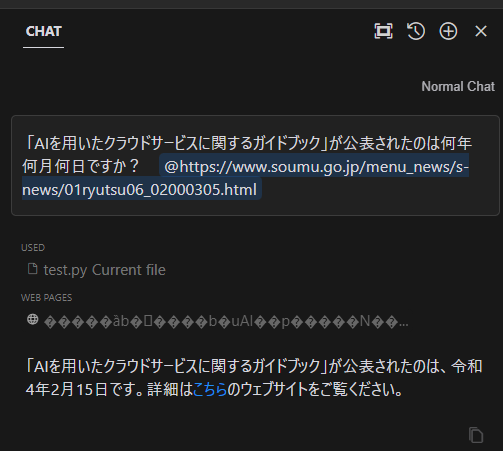 CHAT
Normal Chat
「AIを用いたクラウドサービスに関するガイドブック」が公表されたのは何年
何月何日ですか？ @https://www.soumu.go.jp/menu_news/s-
news/01ryutsu06_02000305.html
USED
test.py Current file
WEB PAGES
�����ãb�𖾂����b�uAI��p�����N��...
「AIを用いたクラウドサービスに関するガイドブック」が公表されたのは、令和
4年2月15日です。詳細はこちらのウェブサイトをご覧ください。